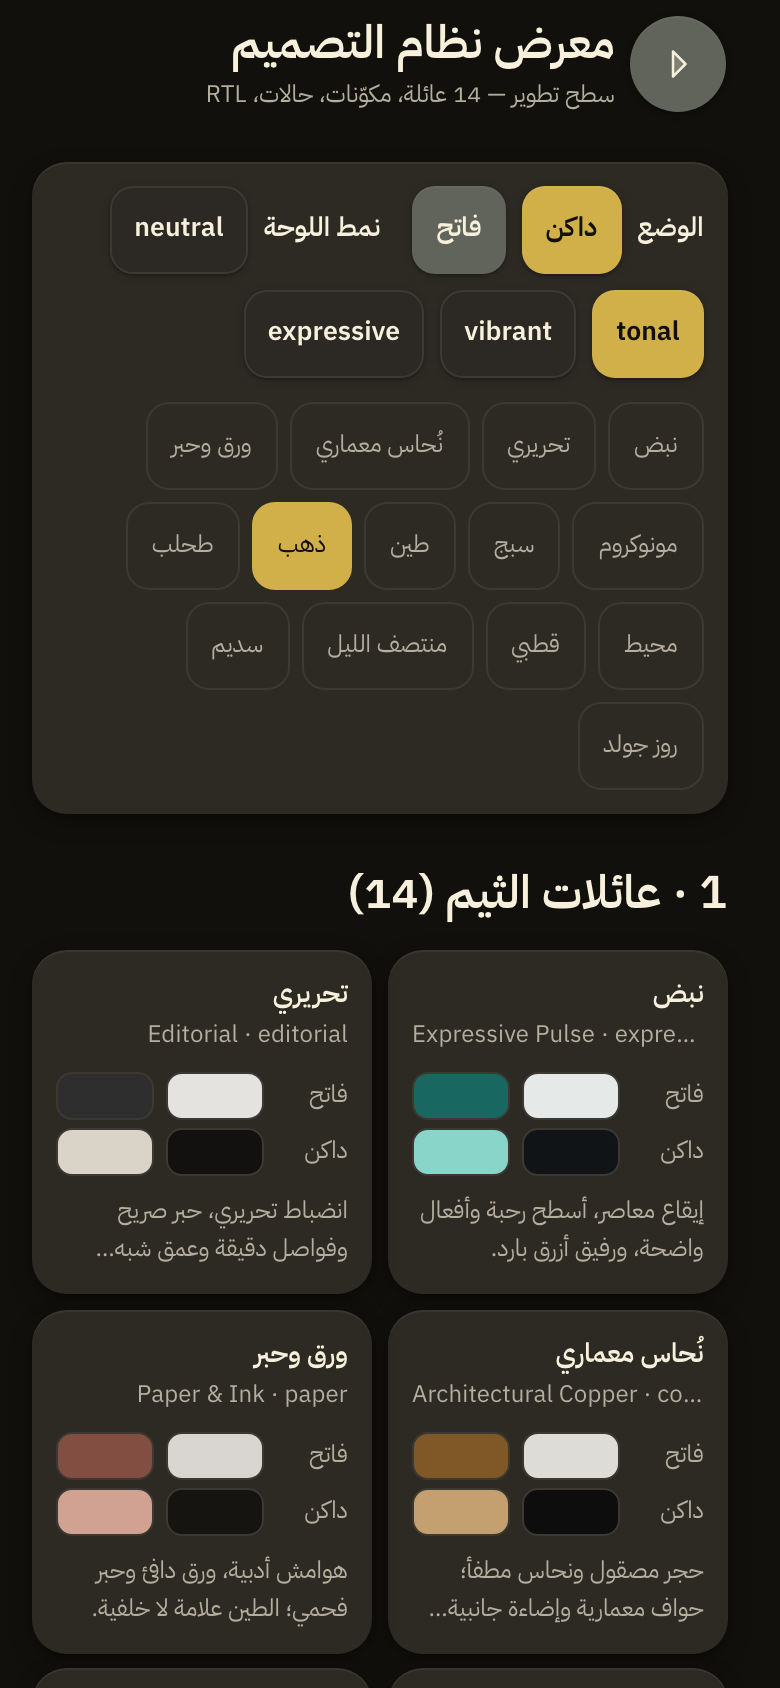 معرض نظام التصميم
سطح تطوير — 14 عائلة، مكوّنات، حالات، RTL
الوضع داكن فاتح نمط اللوحة neutral
tonal vibrant expressive
نبض تحريري نُحاس معماري ورق وحبر
مونوكروم سبج طين ذهب طحلب
محيط قطبي منتصف الليل سديم
روز جولد
1 · عائلات الثيم (14)
نبض
Expressive Pulse · expre...
فاتح
داكن
إيقاع معاصر، أسطح رحبة وأفعال
واضحة، ورفيق أزرق بارد.
تحريري
Editorial · editorial
فاتح
داكن
انضباط تحريري، حبر صريح
وفواصل دقيقة وعمق شبه...
نُحاس معماري
Architectural Copper · co...
فاتح
داكن
حجر مصقول ونحاس مطفأ؛
حواف معمارية وإضاءة جانبية...
ورق وحبر
Paper & Ink · paper
فاتح
داكن
هوامش أدبية، ورق دافئ وحبر
فحمي؛ الطين علامة لا خلفية.